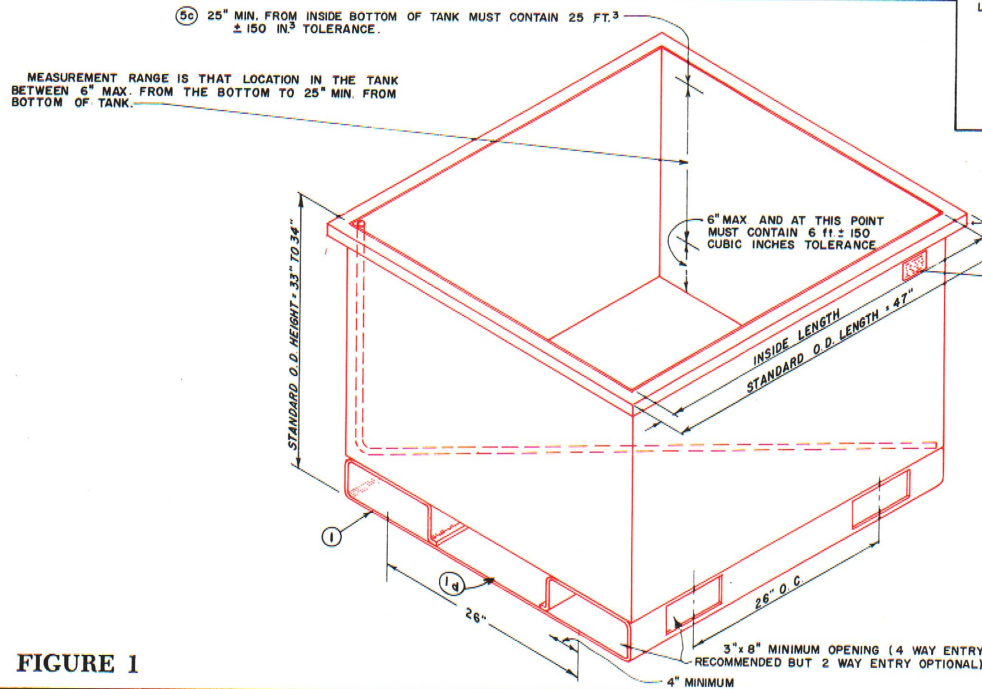 5c 25" MIN. FROM INSIDE BOTTOM OF TANK MUST CONTAIN 25 FT.³
± 150 IN.³ TOLERANCE.
L
MEASUREMENT RANGE IS THAT LOCATION IN THE TANK
BETWEEN 6" MAX. FROM THE BOTTOM TO 25" MIN. FROM
BOTTOM OF TANK.
6" MAX. AND AT THIS POINT
MUST CONTAIN 6 ft.± 150
CUBIC INCHES TOLERANCE
STANDARD O.D. HEIGHT = 33" TO 34"
INSIDE LENGTH
STANDARD O.D. LENGTH = 47"
1
1d
26"
26" O.C.
3"x 8" MINIMUM OPENING (4 WAY ENTRY
RECOMMENDED BUT 2 WAY ENTRY OPTIONAL)
4" MINIMUM
FIGURE 1